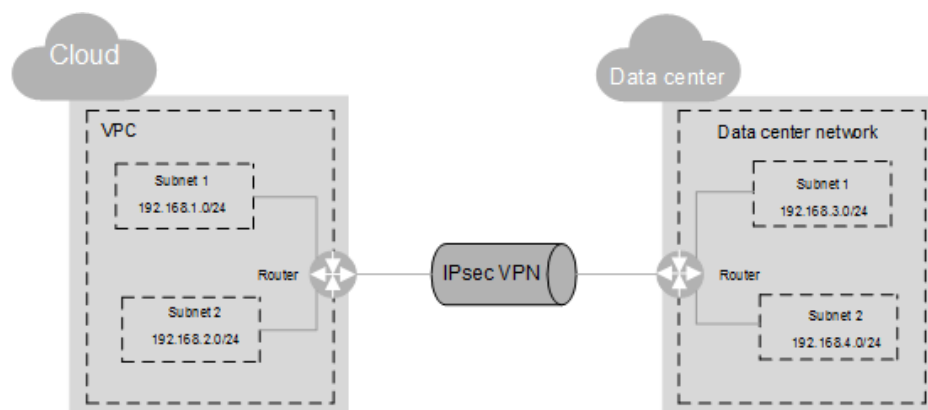 Cloud
VPC
Subnet 1
192.168.1.0/24
Router
Subnet 2
192.168.2.0/24
IPsec VPN
Data center
Data center network
Subnet 1
192.168.3.0/24
Router
Subnet 2
192.168.4.0/24